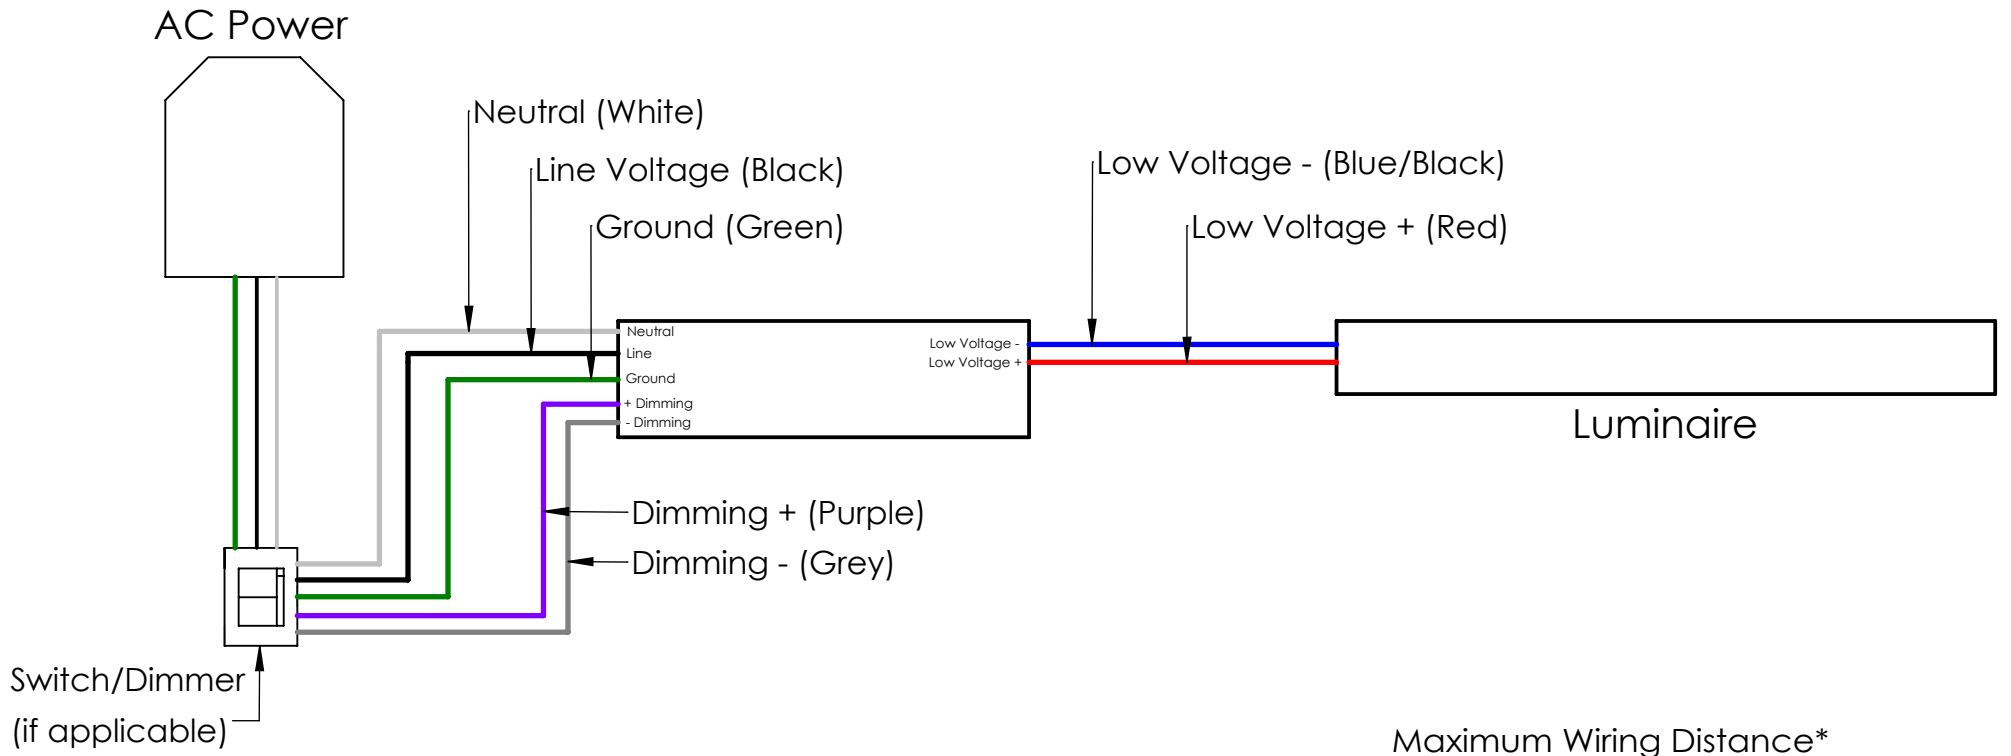 AC Power
Neutral (White)
Line Voltage (Black)
Ground (Green)
Low Voltage - (Blue/Black)
Low Voltage + (Red)
Neutral
Line
Ground
+ Dimming
- Dimming
Low Voltage -
Low Voltage +
Luminaire
Dimming + (Purple)
Dimming - (Grey)
Switch/Dimmer
(if applicable)
Maximum Wiring Distance*